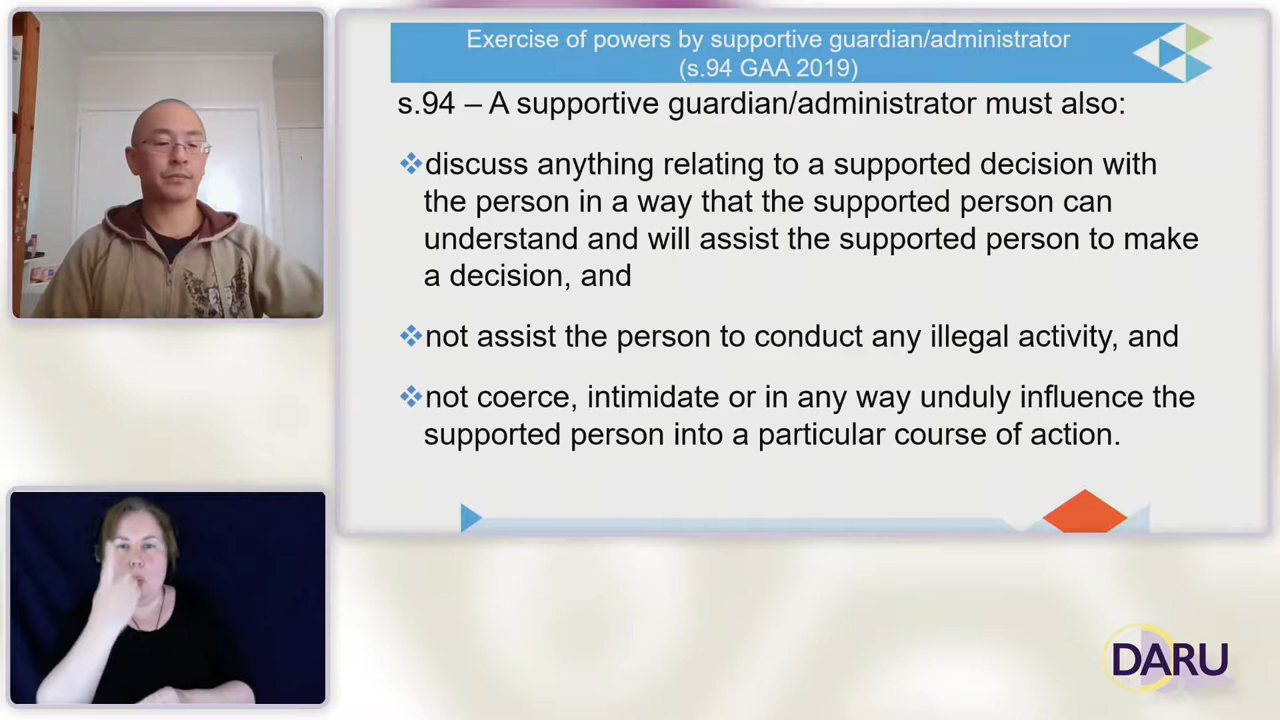 Exercise of powers by supportive guardian/administrator
(s.94 GAA 2019)
s.94 – A supportive guardian/administrator must also:
❖discuss anything relating to a supported decision with
the person in a way that the supported person can
understand and will assist the supported person to make
a decision, and
❖not assist the person to conduct any illegal activity, and
❖not coerce, intimidate or in any way unduly influence the
supported person into a particular course of action.
DARU